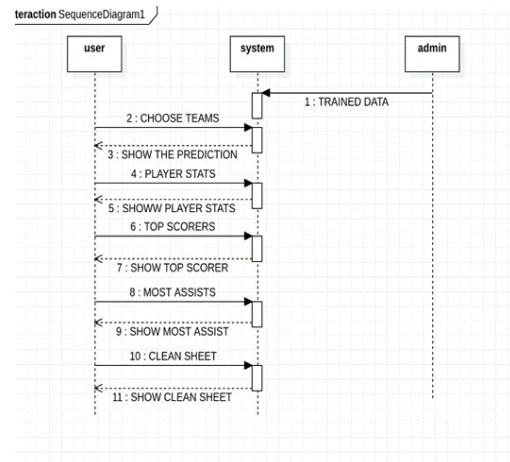 teraction SequenceDiagram1
user
system
admin
1 : TRAINED DATA
2 : CHOOSE TEAMS
3 : SHOW THE PREDICTION
4 : PLAYER STATS
5 : SHOWW PLAYER STATS
6 : TOP SCORERS
7 : SHOW TOP SCORER
8 : MOST ASSISTS
9 : SHOW MOST ASSIST
10 : CLEAN SHEET
11 : SHOW CLEAN SHEET